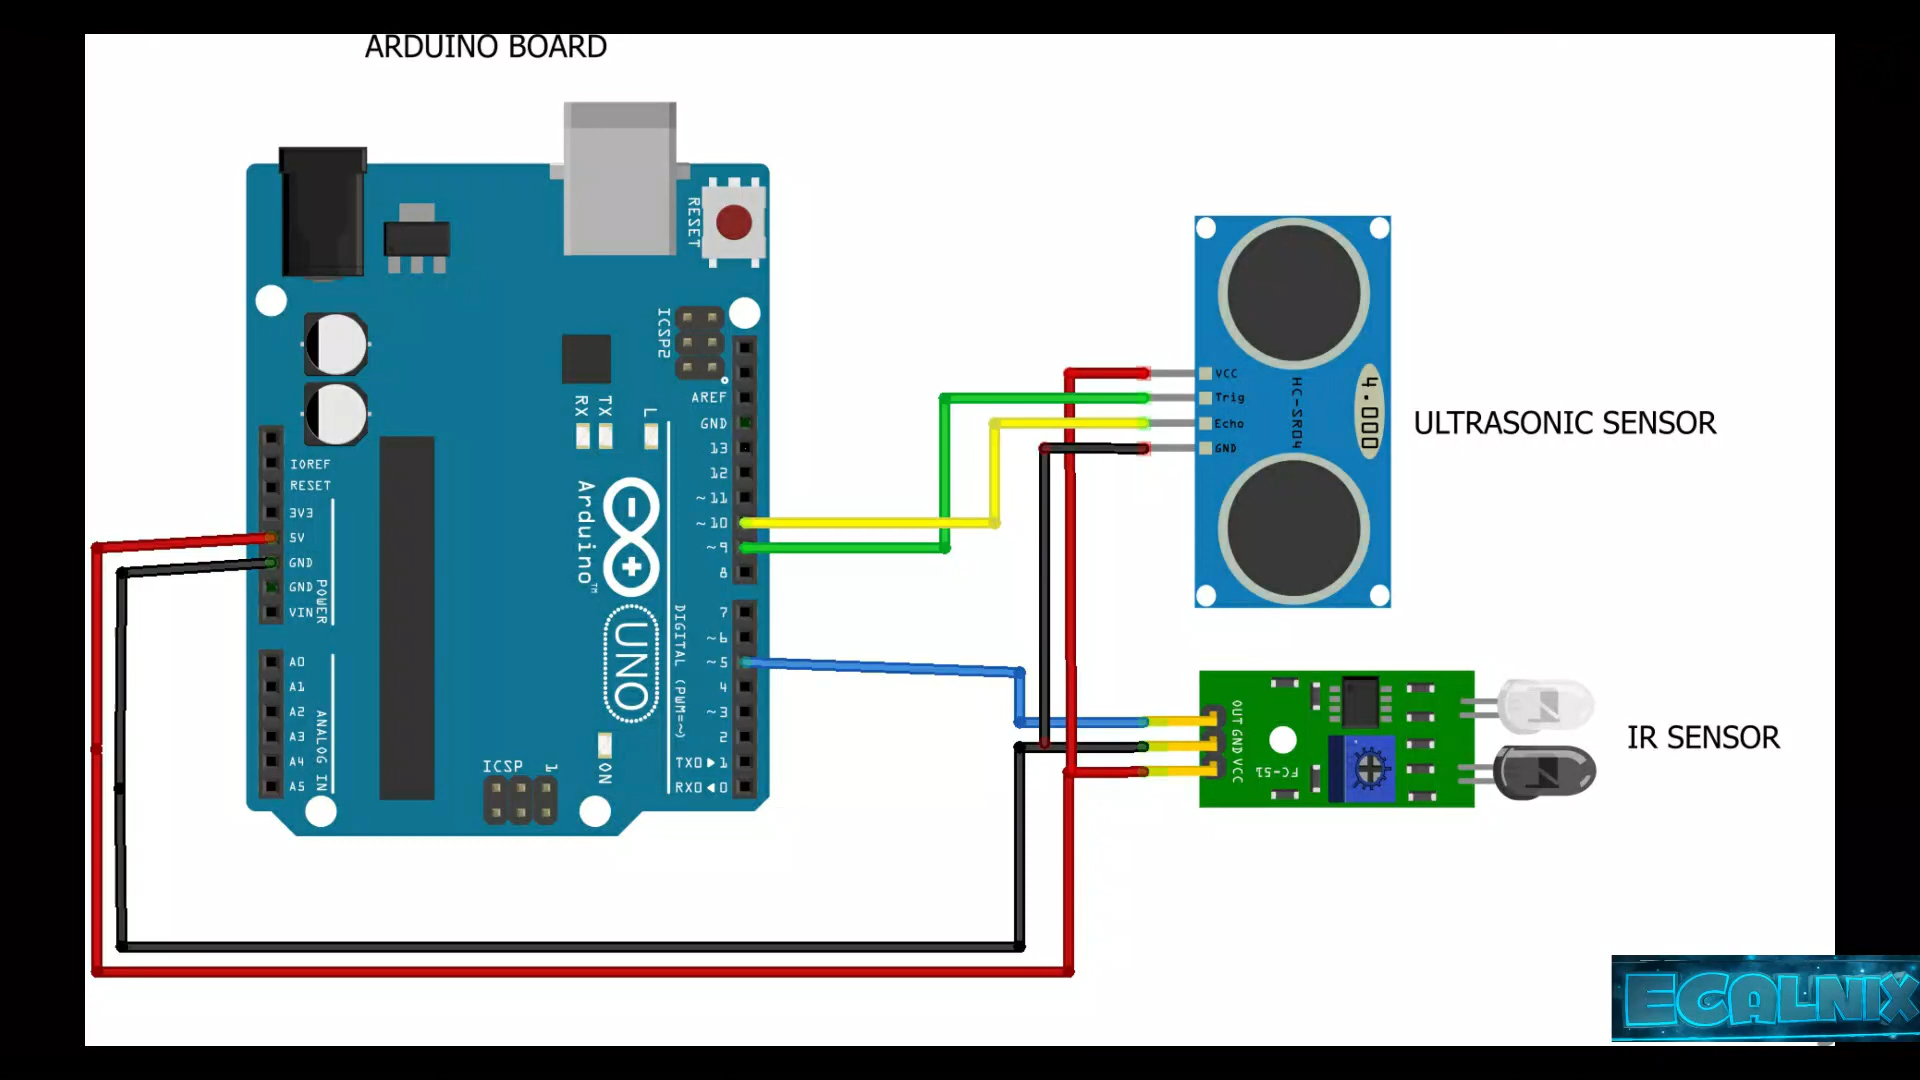 ARDUINO BOARD
RESET
ICSP2
AREF
GND
13
12
~11
~10
~9
8
7
~6
~5
4
~3
2
TX0▶1
RX0◀0
RX
TX
L
IOREF
RESET
3V3
5V
GND
GND
VIN
POWER
A0
A1
A2
A3
A4
A5
ANALOG IN
Arduino™
UNO
DIGITAL (PWM=~)
ICSP
1
ON
VCC
Trig
Echo
GND
HC-SR04
4.000
ULTRASONIC SENSOR
OUT
GND
VCC
FC-51
IR SENSOR
ECALNIX